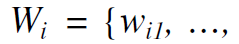 Wᵢ = {wᵢ₁, ...,